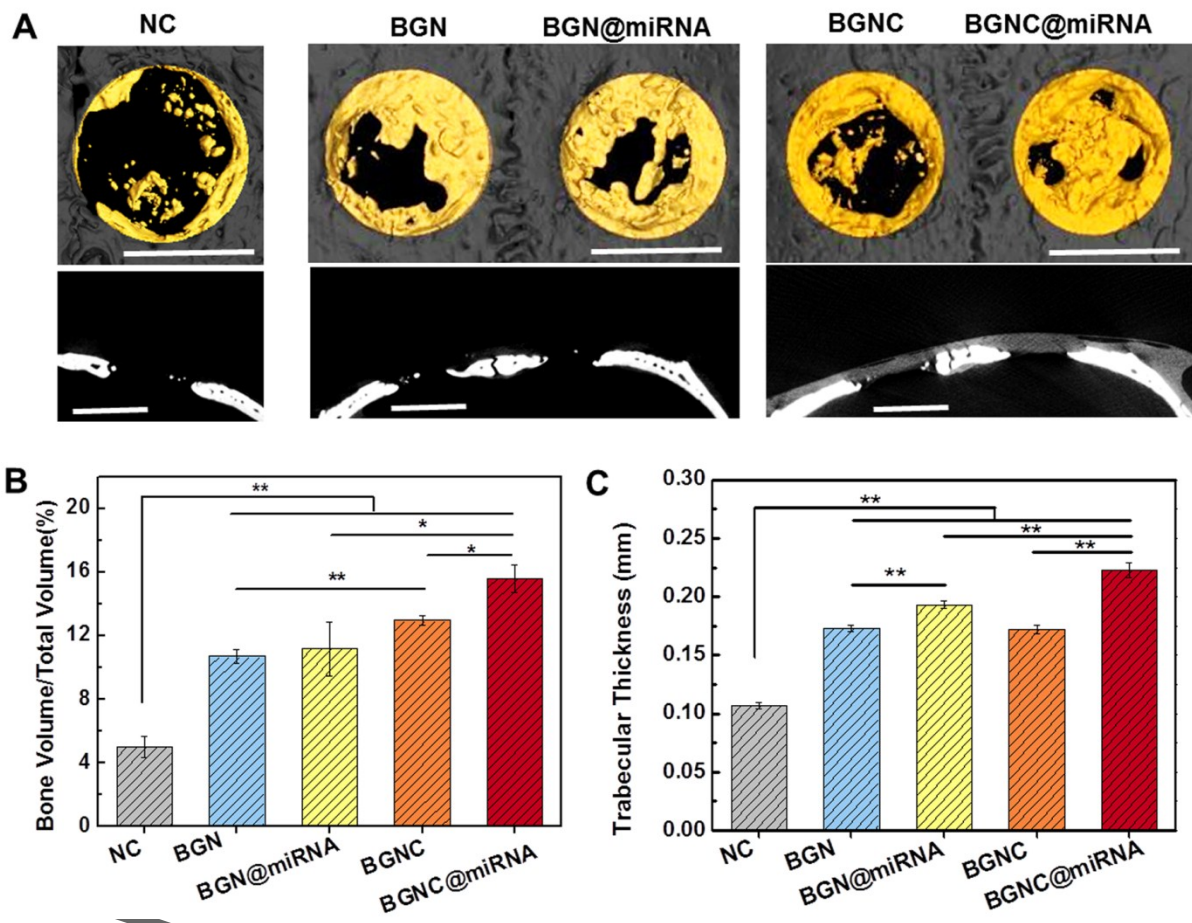 A
NC
BGN
BGN@miRNA
BGNC
BGNC@miRNA
B
Bone Volume/Total Volume(%)
20
16
12
8
4
0
**
*
*
**
NC
BGN
BGN@miRNA
BGNC
BGNC@miRNA
C
Trabecular Thickness (mm)
0.30
0.25
0.20
0.15
0.10
0.05
0.00
**
**
**
**
NC
BGN
BGN@miRNA
BGNC
BGNC@miRNA